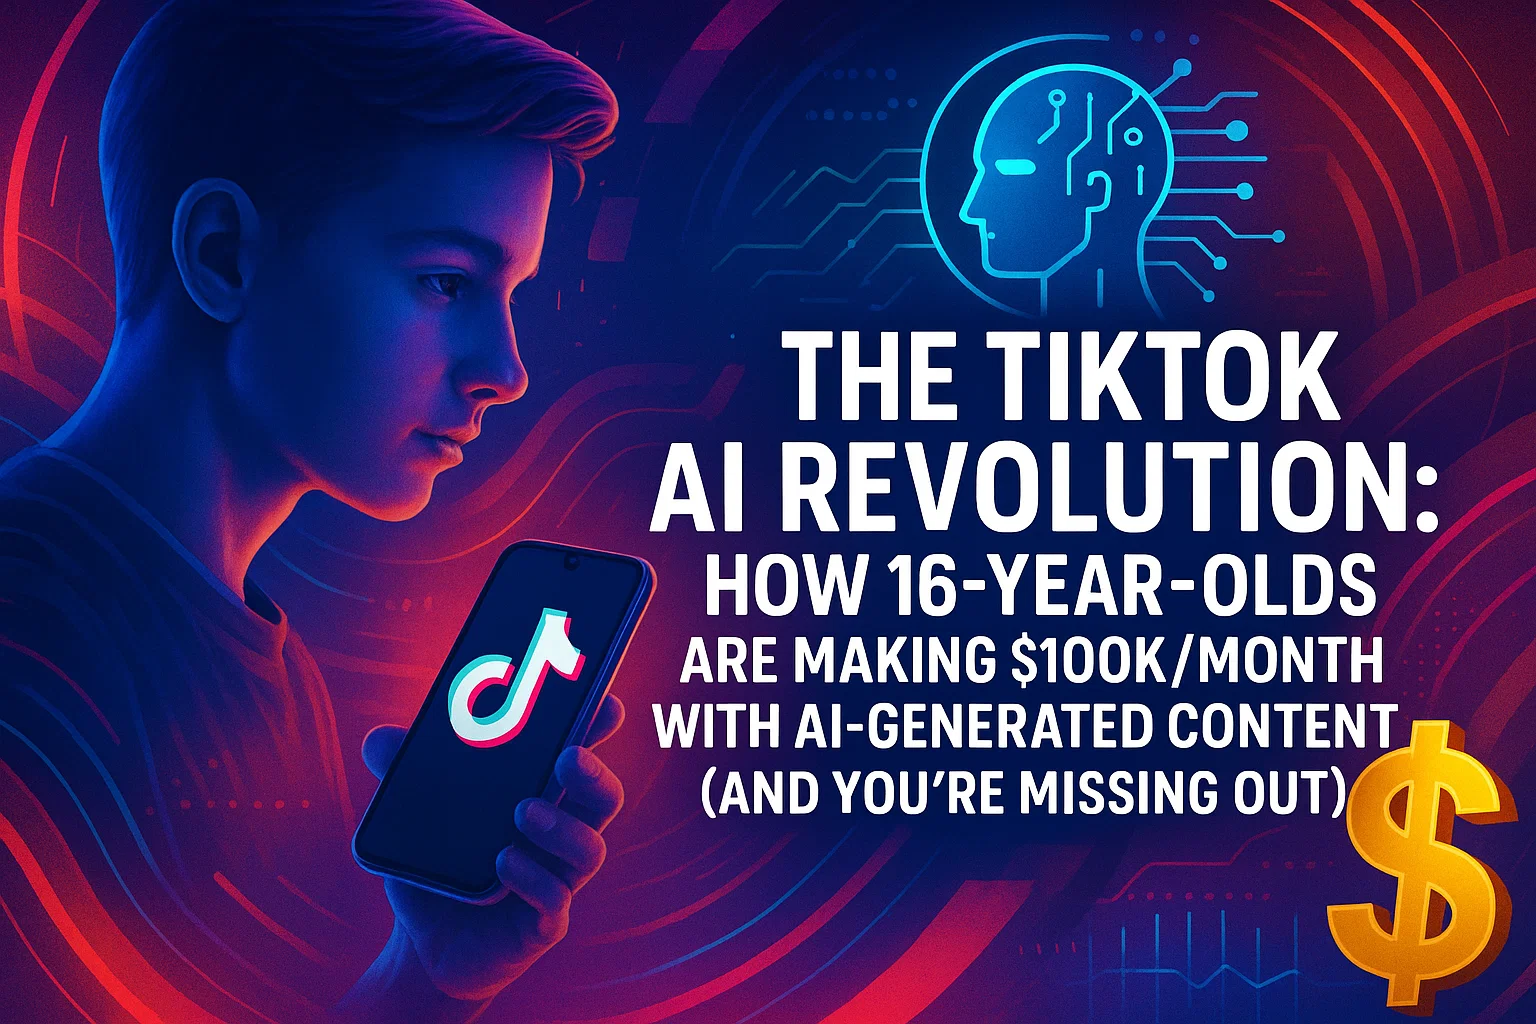 THE TIKTOK
AI REVOLUTION:
HOW 16-YEAR-OLDS
ARE MAKING $100K/MONTH
WITH AI-GENERATED CONTENT
(AND YOU'RE MISSING OUT)
$